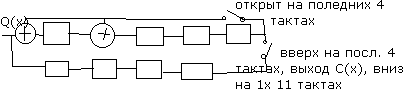 Q(x)
открыт на поледних 4
тактах
вверх на посл. 4
тактах, выход C(x), вниз
на 1х 11 тактах